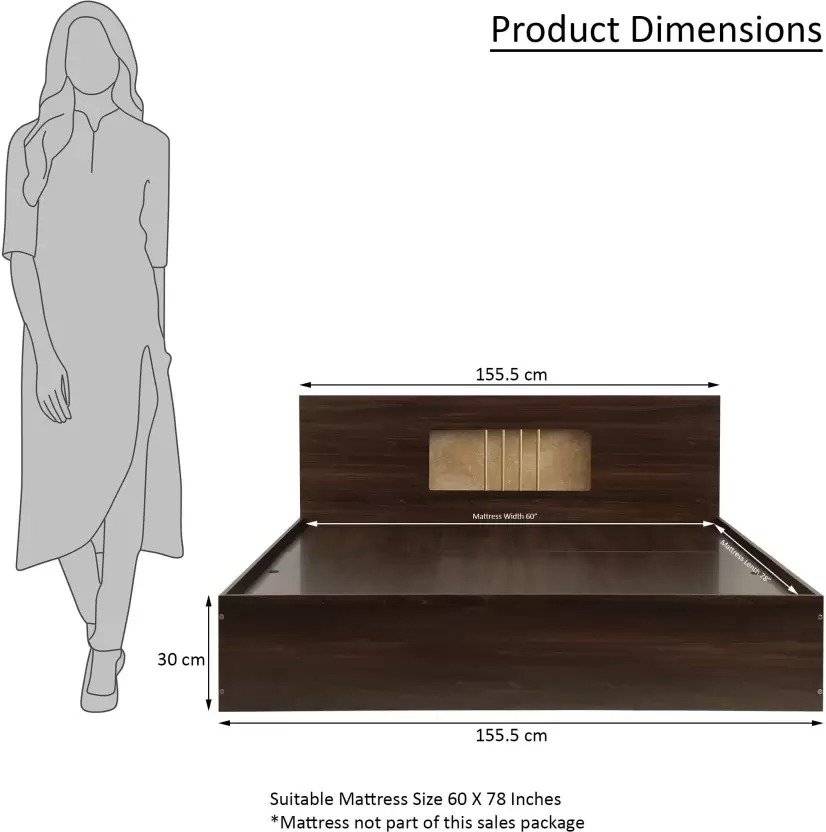 Product Dimensions
155.5 cm
Mattress Width 60"
Mattress Lenth 78"
30 cm
155.5 cm
Suitable Mattress Size 60 X 78 Inches
*Mattress not part of this sales package